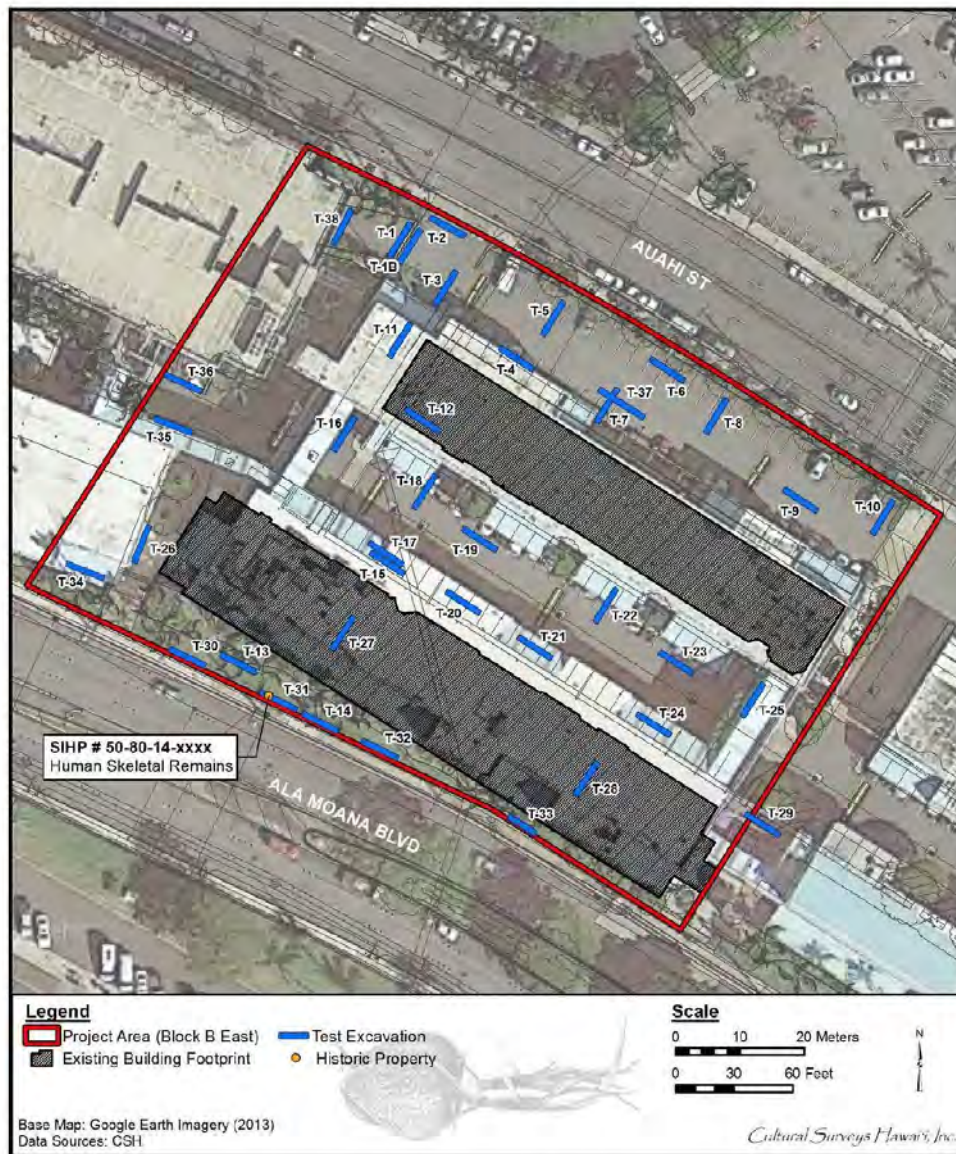 AUAHI ST
T-38
T-1
T-2
T-1B
T-3
T-5
T-11
T-4
T-6
T-36
T-37
T-7
T-8
T-12
T-35
T-16
T-18
T-9
T-10
T-26
T-17
T-19
T-15
T-34
T-20
T-22
T-27
T-21
T-23
T-30
T-13
T-31
T-25
T-14
T-24
T-32
SIHP # 50-80-14-xxxx
Human Skeletal Remains
T-28
T-33
T-29
ALA MOANA BLVD
Legend
Project Area (Block B East)
Test Excavation
Existing Building Footprint
Historic Property
Scale
0 10 20 Meters
0 30 60 Feet
N
Base Map: Google Earth Imagery (2013)
Data Sources: CSH
Cultural Surveys Hawai'i, Inc.